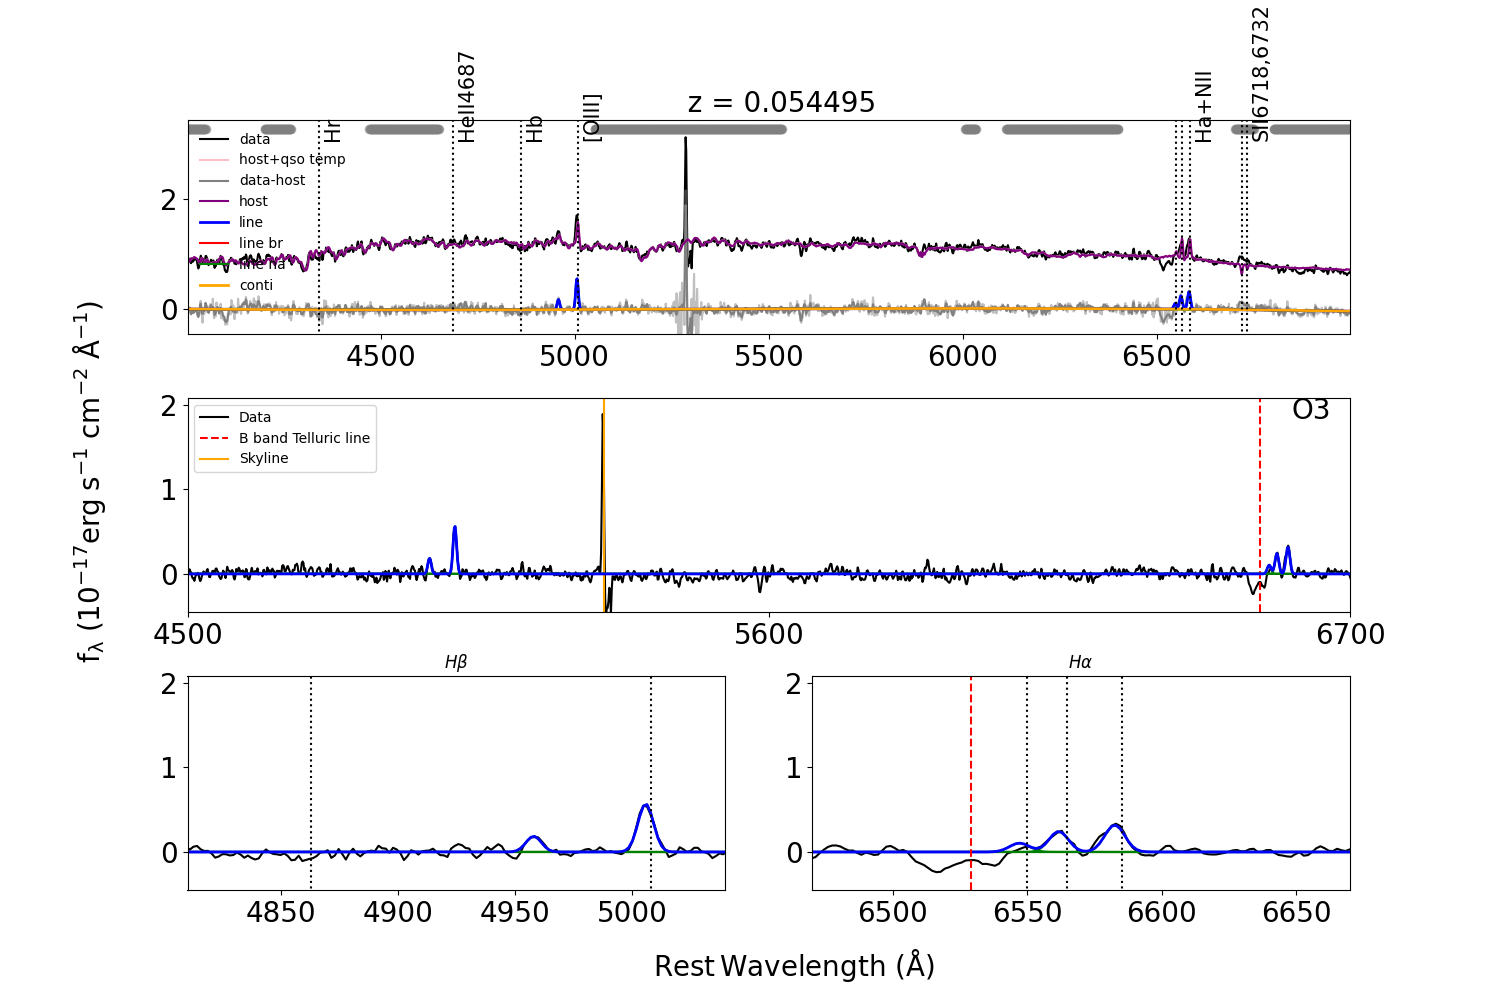 z = 0.054495
Hr
HeII4687
Hb
[OIII]
Ha+NII
SII6718,6732
data
host+qso temp
data-host
host
line
line br
line na
conti
2
0
4500 5000 5500 6000 6500
fλ (10⁻¹⁷erg s⁻¹ cm⁻² Å⁻¹)
O3
Data
B band Telluric line
Skyline
2
1
0
4500 5600 6700
Hβ
2
1
0
4850 4900 4950 5000
Hα
2
1
0
6500 6550 6600 6650
Rest Wavelength (Å)